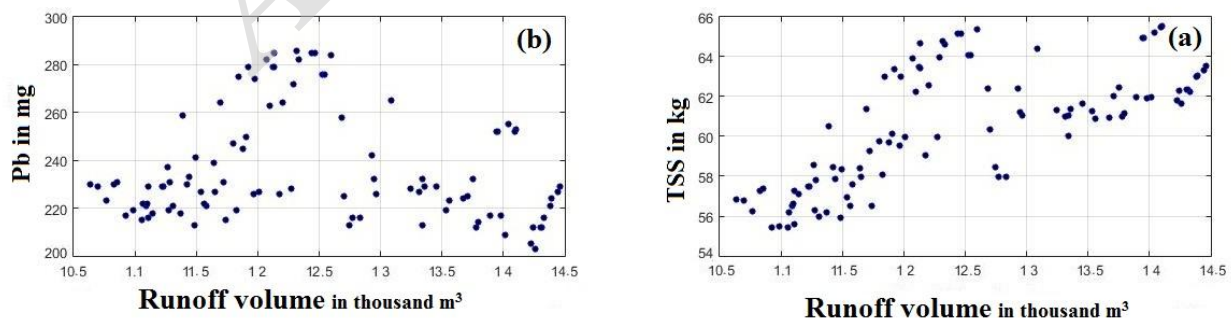 300
280
260
240
220
200
Pb in mg
(b)
10.5 1.1 11.5 12 12.5 13 13.5 14 14.5
Runoff volume in thousand m³
66
64
62
60
58
56
54
TSS in kg
(a)
10.5 1.1 11.5 12 12.5 13 13.5 14 14.5
Runoff volume in thousand m³
A